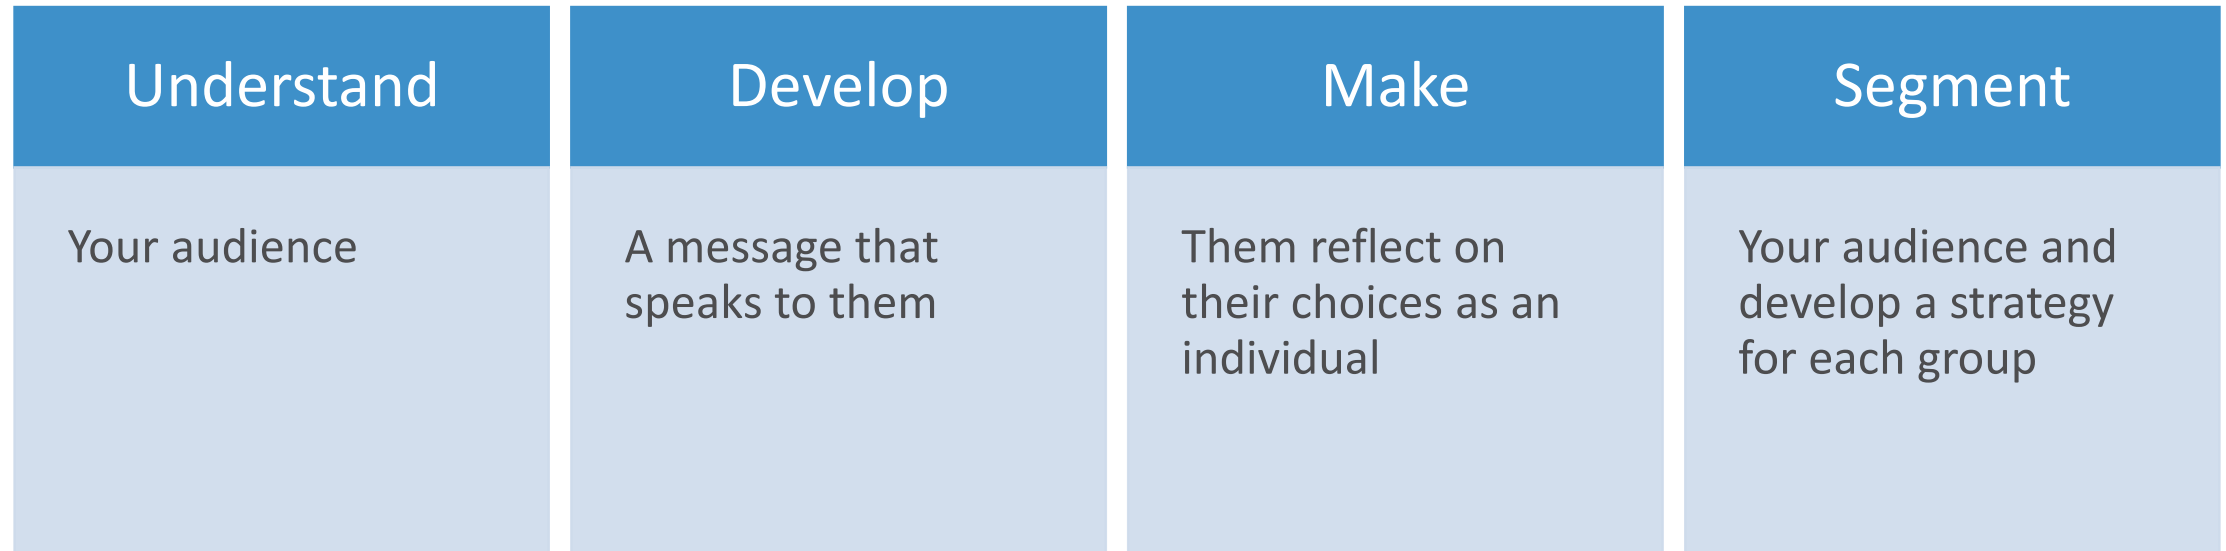 Understand
Your audience
Develop
A message that
speaks to them
Make
Them reflect on
their choices as an
individual
Segment
Your audience and
develop a strategy
for each group